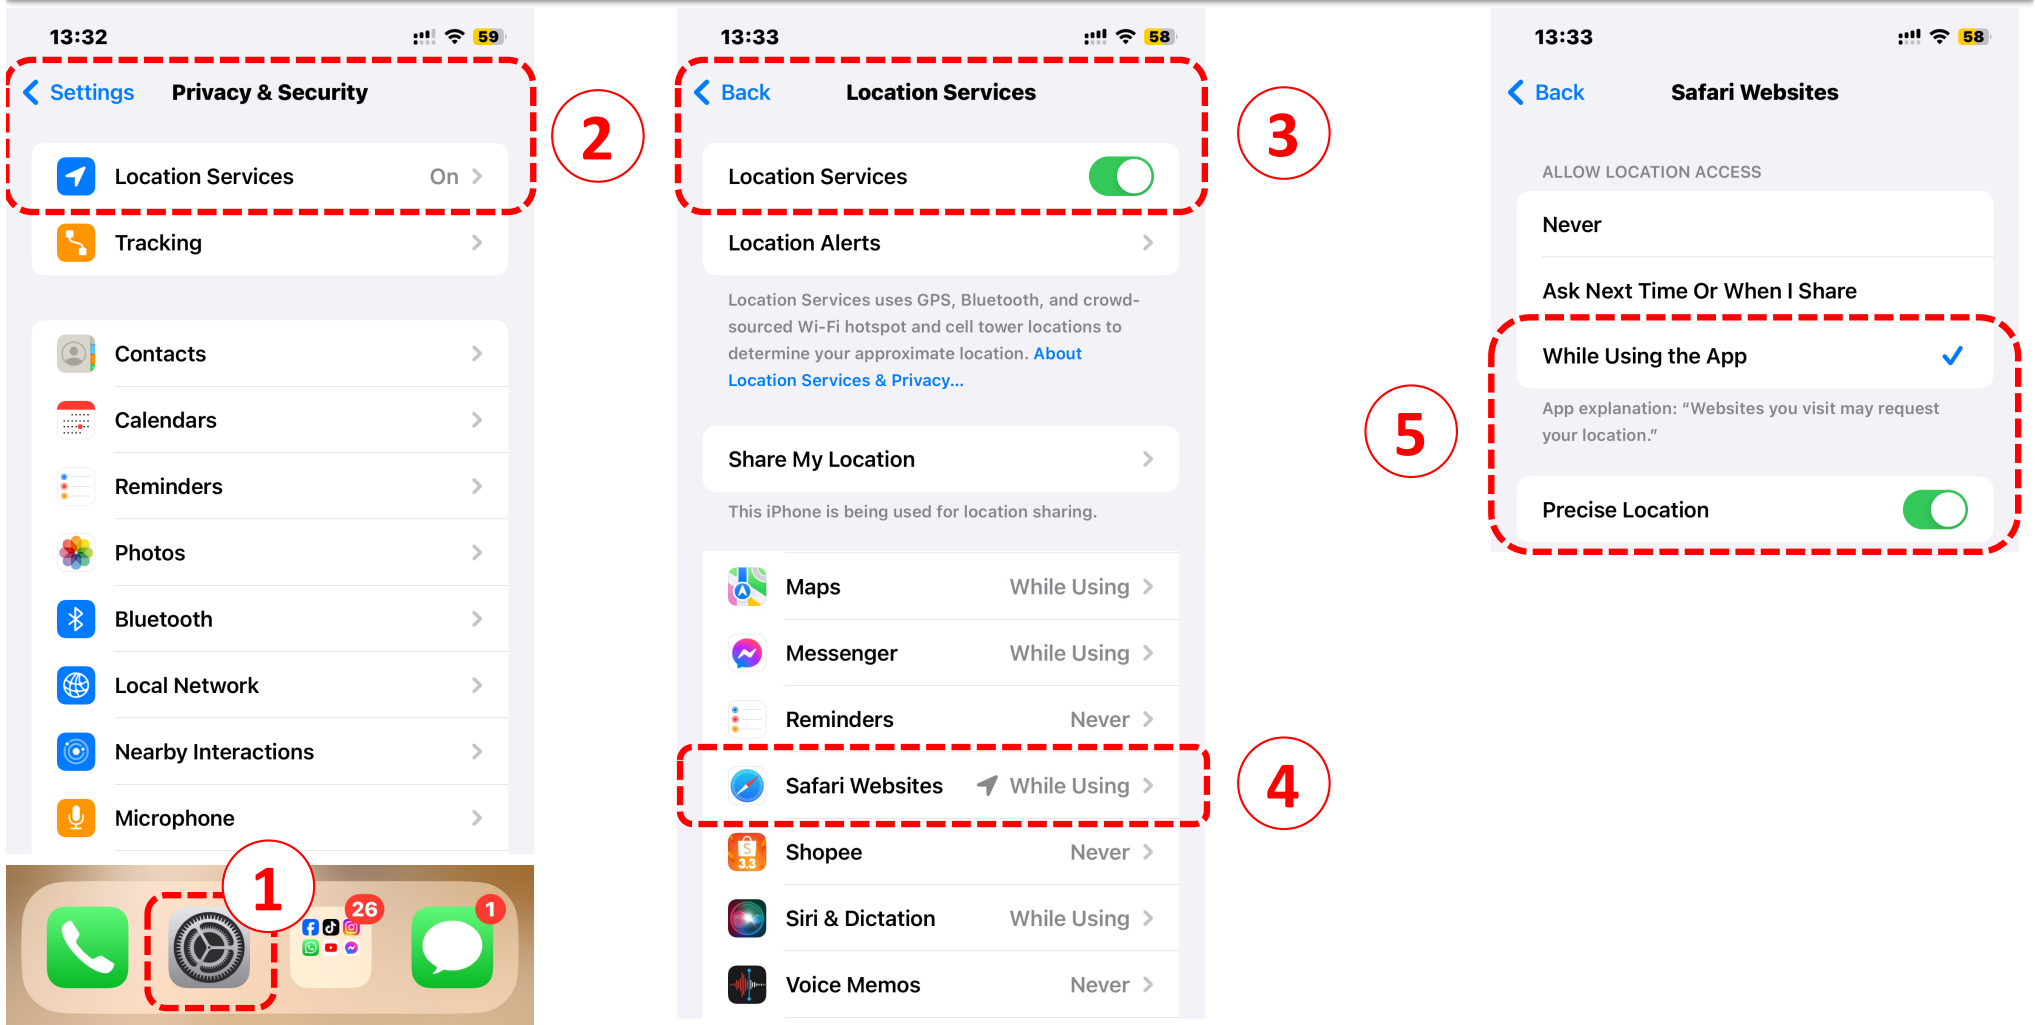 13:32
59
Settings
Privacy & Security
Location Services
On
Tracking
Contacts
Calendars
Reminders
Photos
Bluetooth
Local Network
Nearby Interactions
Microphone
1
26
1
2
13:33
58
Back
Location Services
Location Services
Location Alerts
Location Services uses GPS, Bluetooth, and crowd-
sourced Wi-Fi hotspot and cell tower locations to
determine your approximate location. About
Location Services & Privacy...
Share My Location
This iPhone is being used for location sharing.
Maps
While Using
Messenger
While Using
Reminders
Never
Safari Websites
While Using
S
3.3
Shopee
Never
Siri & Dictation
While Using
Voice Memos
Never
3
4
13:33
58
Back
Safari Websites
ALLOW LOCATION ACCESS
Never
Ask Next Time Or When I Share
While Using the App
App explanation: “Websites you visit may request
your location.”
Precise Location
5